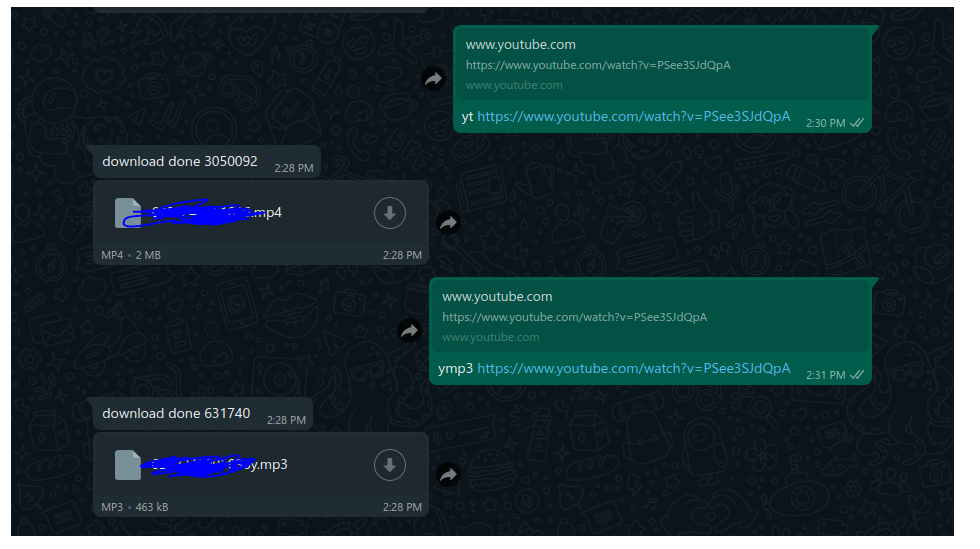 www.youtube.com
https://www.youtube.com/watch?v=PSee3SJdQpA
www.youtube.com
yt https://www.youtube.com/watch?v=PSee3SJdQpA 2:30 PM
download done 3050092 2:28 PM
.mp4
MP4 • 2 MB 2:28 PM
www.youtube.com
https://www.youtube.com/watch?v=PSee3SJdQpA
www.youtube.com
ymp3 https://www.youtube.com/watch?v=PSee3SJdQpA 2:31 PM
download done 631740 2:28 PM
.mp3
MP3 • 463 kB 2:28 PM